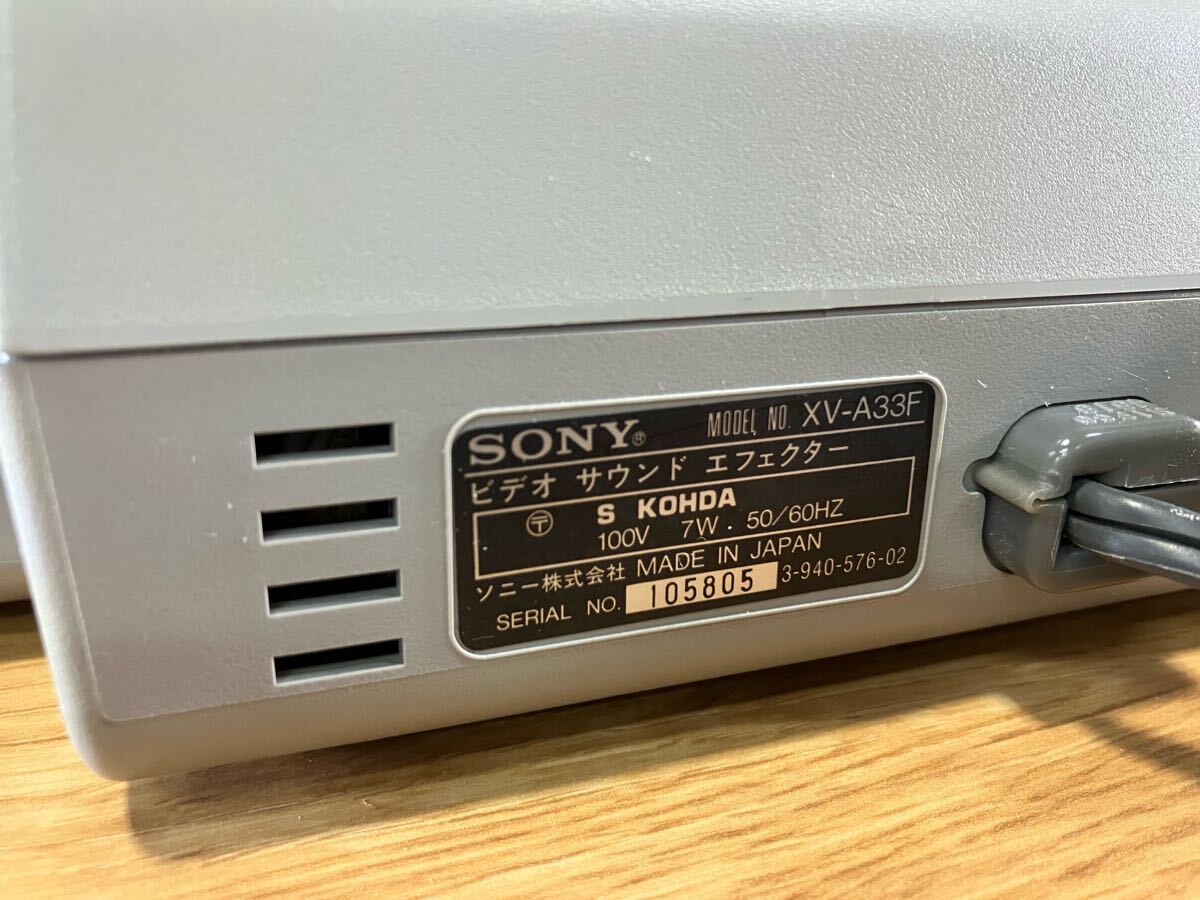 SONY® MODEL NO. XV-A33F
ビデオ サウンド エフェクター
〒 S KOHDA
100V 7W・50/60HZ
ソニー株式会社 MADE IN JAPAN
SERIAL NO. 105805 3-940-576-02